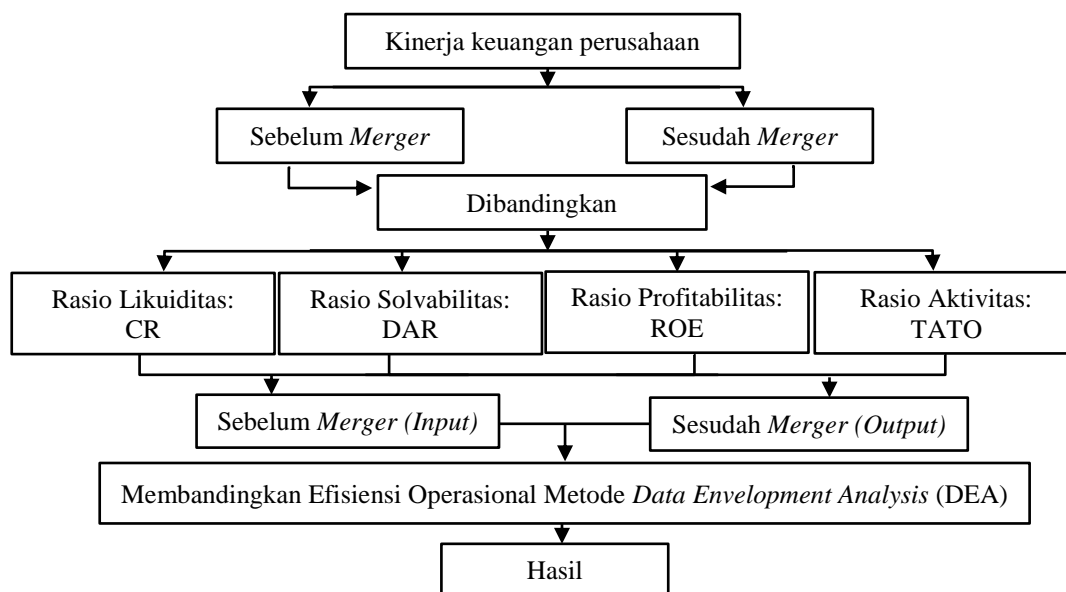 Kinerja keuangan perusahaan
Sebelum Merger
Sesudah Merger
Dibandingkan
Rasio Likuiditas:
CR
Rasio Solvabilitas:
DAR
Rasio Profitabilitas:
ROE
Rasio Aktivitas:
TATO
Sebelum Merger (Input)
Sesudah Merger (Output)
Membandingkan Efisiensi Operasional Metode Data Envelopment Analysis (DEA)
Hasil